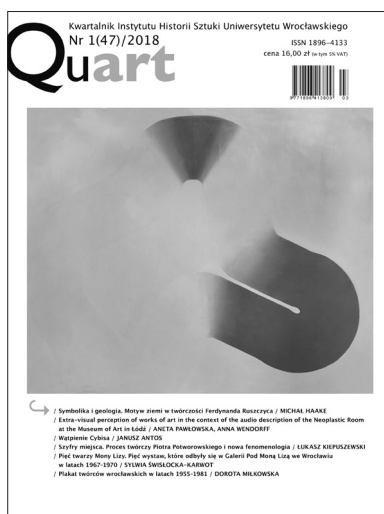 Kwartalnik Instytutu Historii Sztuki Uniwersytetu Wrocławskiego
Nr 1(47)/2018
ISSN 1896-4133
cena 16,00 zł (w tym 5% VAT)
Quart
9 771896 413809 03
/ Symbolika i geologia. Motyw ziemi w twórczości Ferdynanda Ruszczyca / MICHAŁ HAAKE
/ Extra-visual perception of works of art in the context of the audio description of the Neoplastic Room
at the Museum of Art in Łódź / ANETA PAWŁOWSKA, ANNA WENDORFF
/ Wątpienie Cybisa / JANUSZ ANTOS
/ Szyfry miejsca. Proces twórczy Piotra Potworowskiego i nowa fenomenologia / ŁUKASZ KIEPUSZEWSKI
/ Pięć twarzy Mony Lizy. Pięć wystaw, które odbyły się w Galerii Pod Moną Lizą we Wrocławiu
w latach 1967-1970 / SYLWIA ŚWISŁOCKA-KARWOT
/ Plakat twórców wrocławskich w latach 1955-1981 / DOROTA MIŁKOWSKA